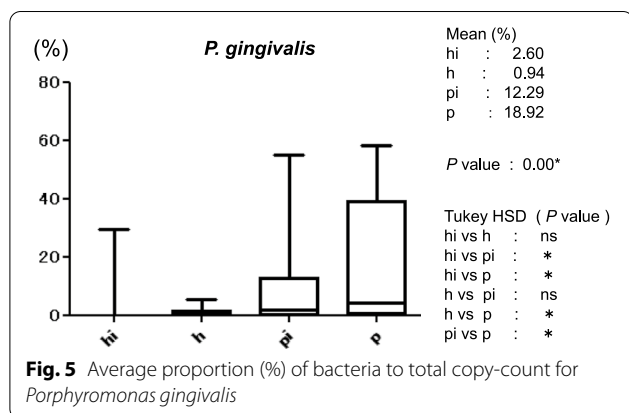 (%)
P. gingivalis
80
60
40
20
0
hi
h
pi
p
Mean (%)
hi : 2.60
h : 0.94
pi : 12.29
p : 18.92
P value : 0.00*
Tukey HSD ( P value )
hi vs h : ns
hi vs pi : *
hi vs p : *
h vs pi : ns
h vs p : *
pi vs p : *
Fig. 5 Average proportion (%) of bacteria to total copy-count for
Porphyromonas gingivalis